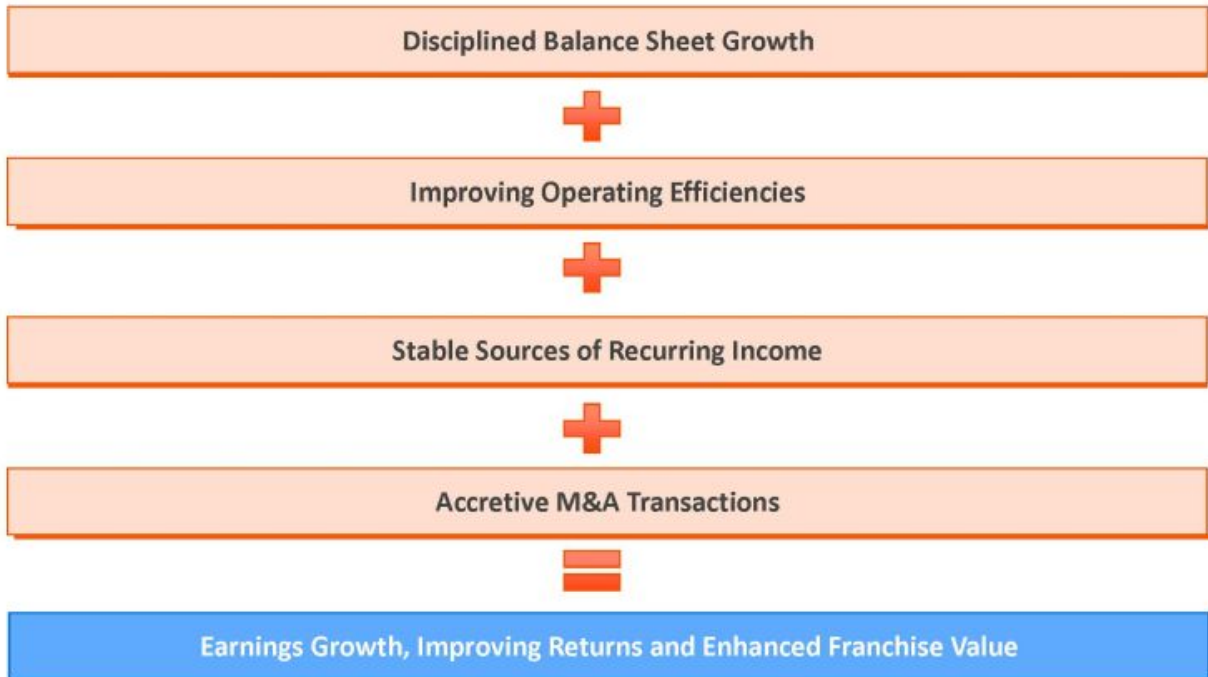 Disciplined Balance Sheet Growth
Improving Operating Efficiencies
Stable Sources of Recurring Income
Accretive M&A Transactions
Earnings Growth, Improving Returns and Enhanced Franchise Value